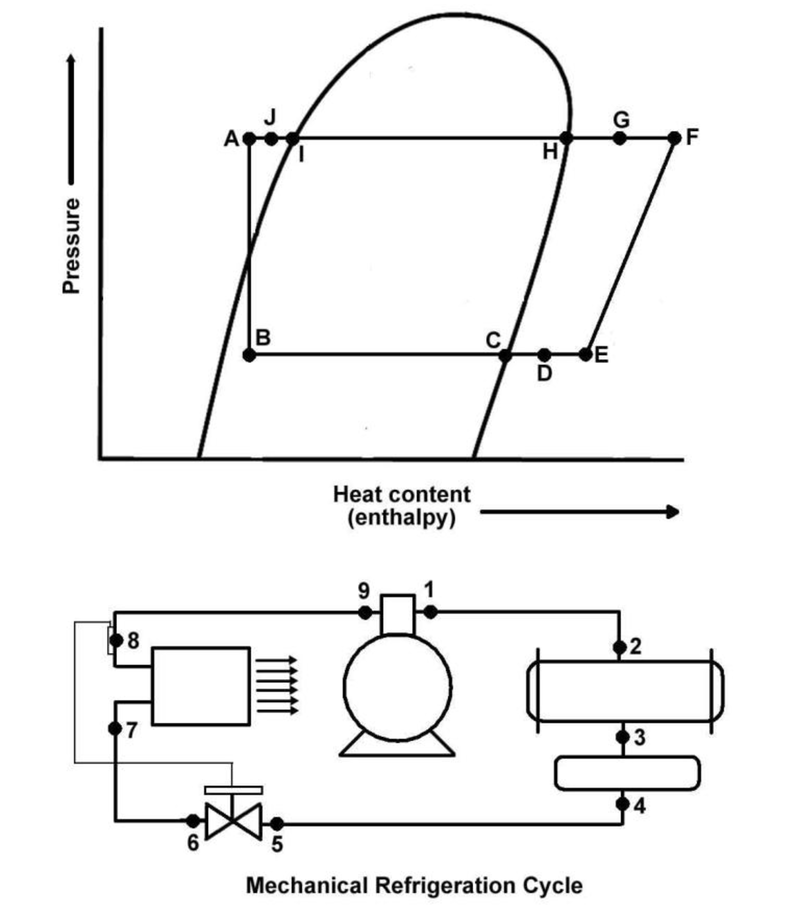 J
A
I
H
G
F
Pressure
B
C
D
E
Heat content
(enthalpy)
9
1
8
2
7
3
4
6
5
Mechanical Refrigeration Cycle